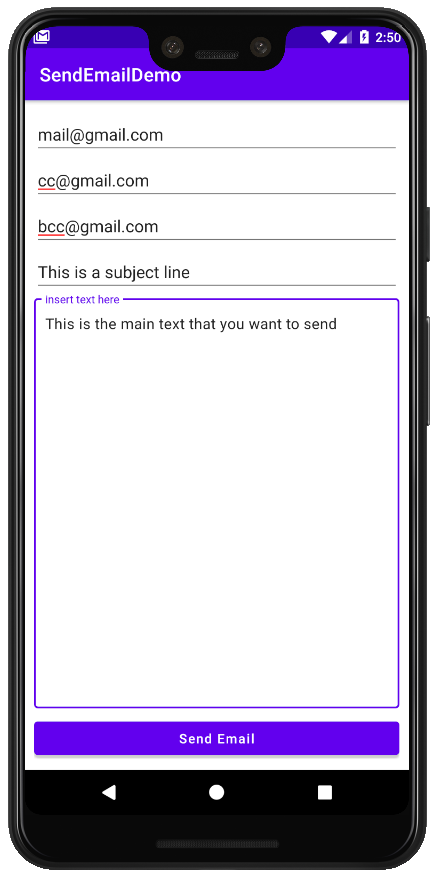 2:50
SendEmailDemo
mail@gmail.com
cc@gmail.com
bcc@gmail.com
This is a subject line
insert text here
This is the main text that you want to send
Send Email